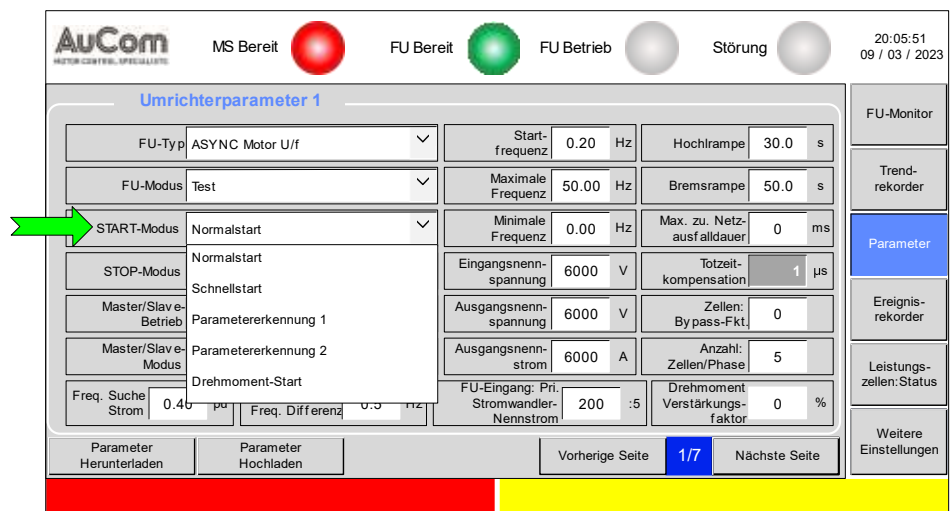 AuCom
MOTOR CONTROL SPECIALISTS
MS Bereit
FU Bereit
FU Betrieb
Störung
20:05:51
09 / 03 / 2023
Umrichterparameter 1
FU-Typ
ASYNC Motor U/f
Start-
frequenz
0.20
Hz
Hochlrampe
30.0
s
FU-Modus
Test
Maximale
Frequenz
50.00
Hz
Bremsrampe
50.0
s
START-Modus
Normalstart
Minimale
Frequenz
0.00
Hz
Max. zu. Netz-
ausfalldauer
0
ms
STOP-Modus
Normalstart
Schnellstart
Parametererkennung 1
Parametererkennung 2
Drehmoment-Start
Eingangsnenn-
spannung
6000
V
Totzeit-
kompensation
1
µs
Master/Slave-
Betrieb
Ausgangsnenn-
spannung
6000
V
Zellen:
Bypass-Fkt.
0
Master/Slave-
Modus
Ausgangsnenn-
strom
6000
A
Anzahl:
Zellen/Phase
5
Freq. Suche
Strom
0.40
Freq. Differenz
FU-Eingang: Pri.
Stromwandler-
Nennstrom
200
:5
Drehmoment
Verstärkungs-
faktor
0
%
Parameter
Herunterladen
Parameter
Hochladen
Vorherige Seite
1/7
Nächste Seite
FU-Monitor
Trend-
rekorder
Parameter
Ereignis-
rekorder
Leistungs-
zellen:Status
Weitere
Einstellungen